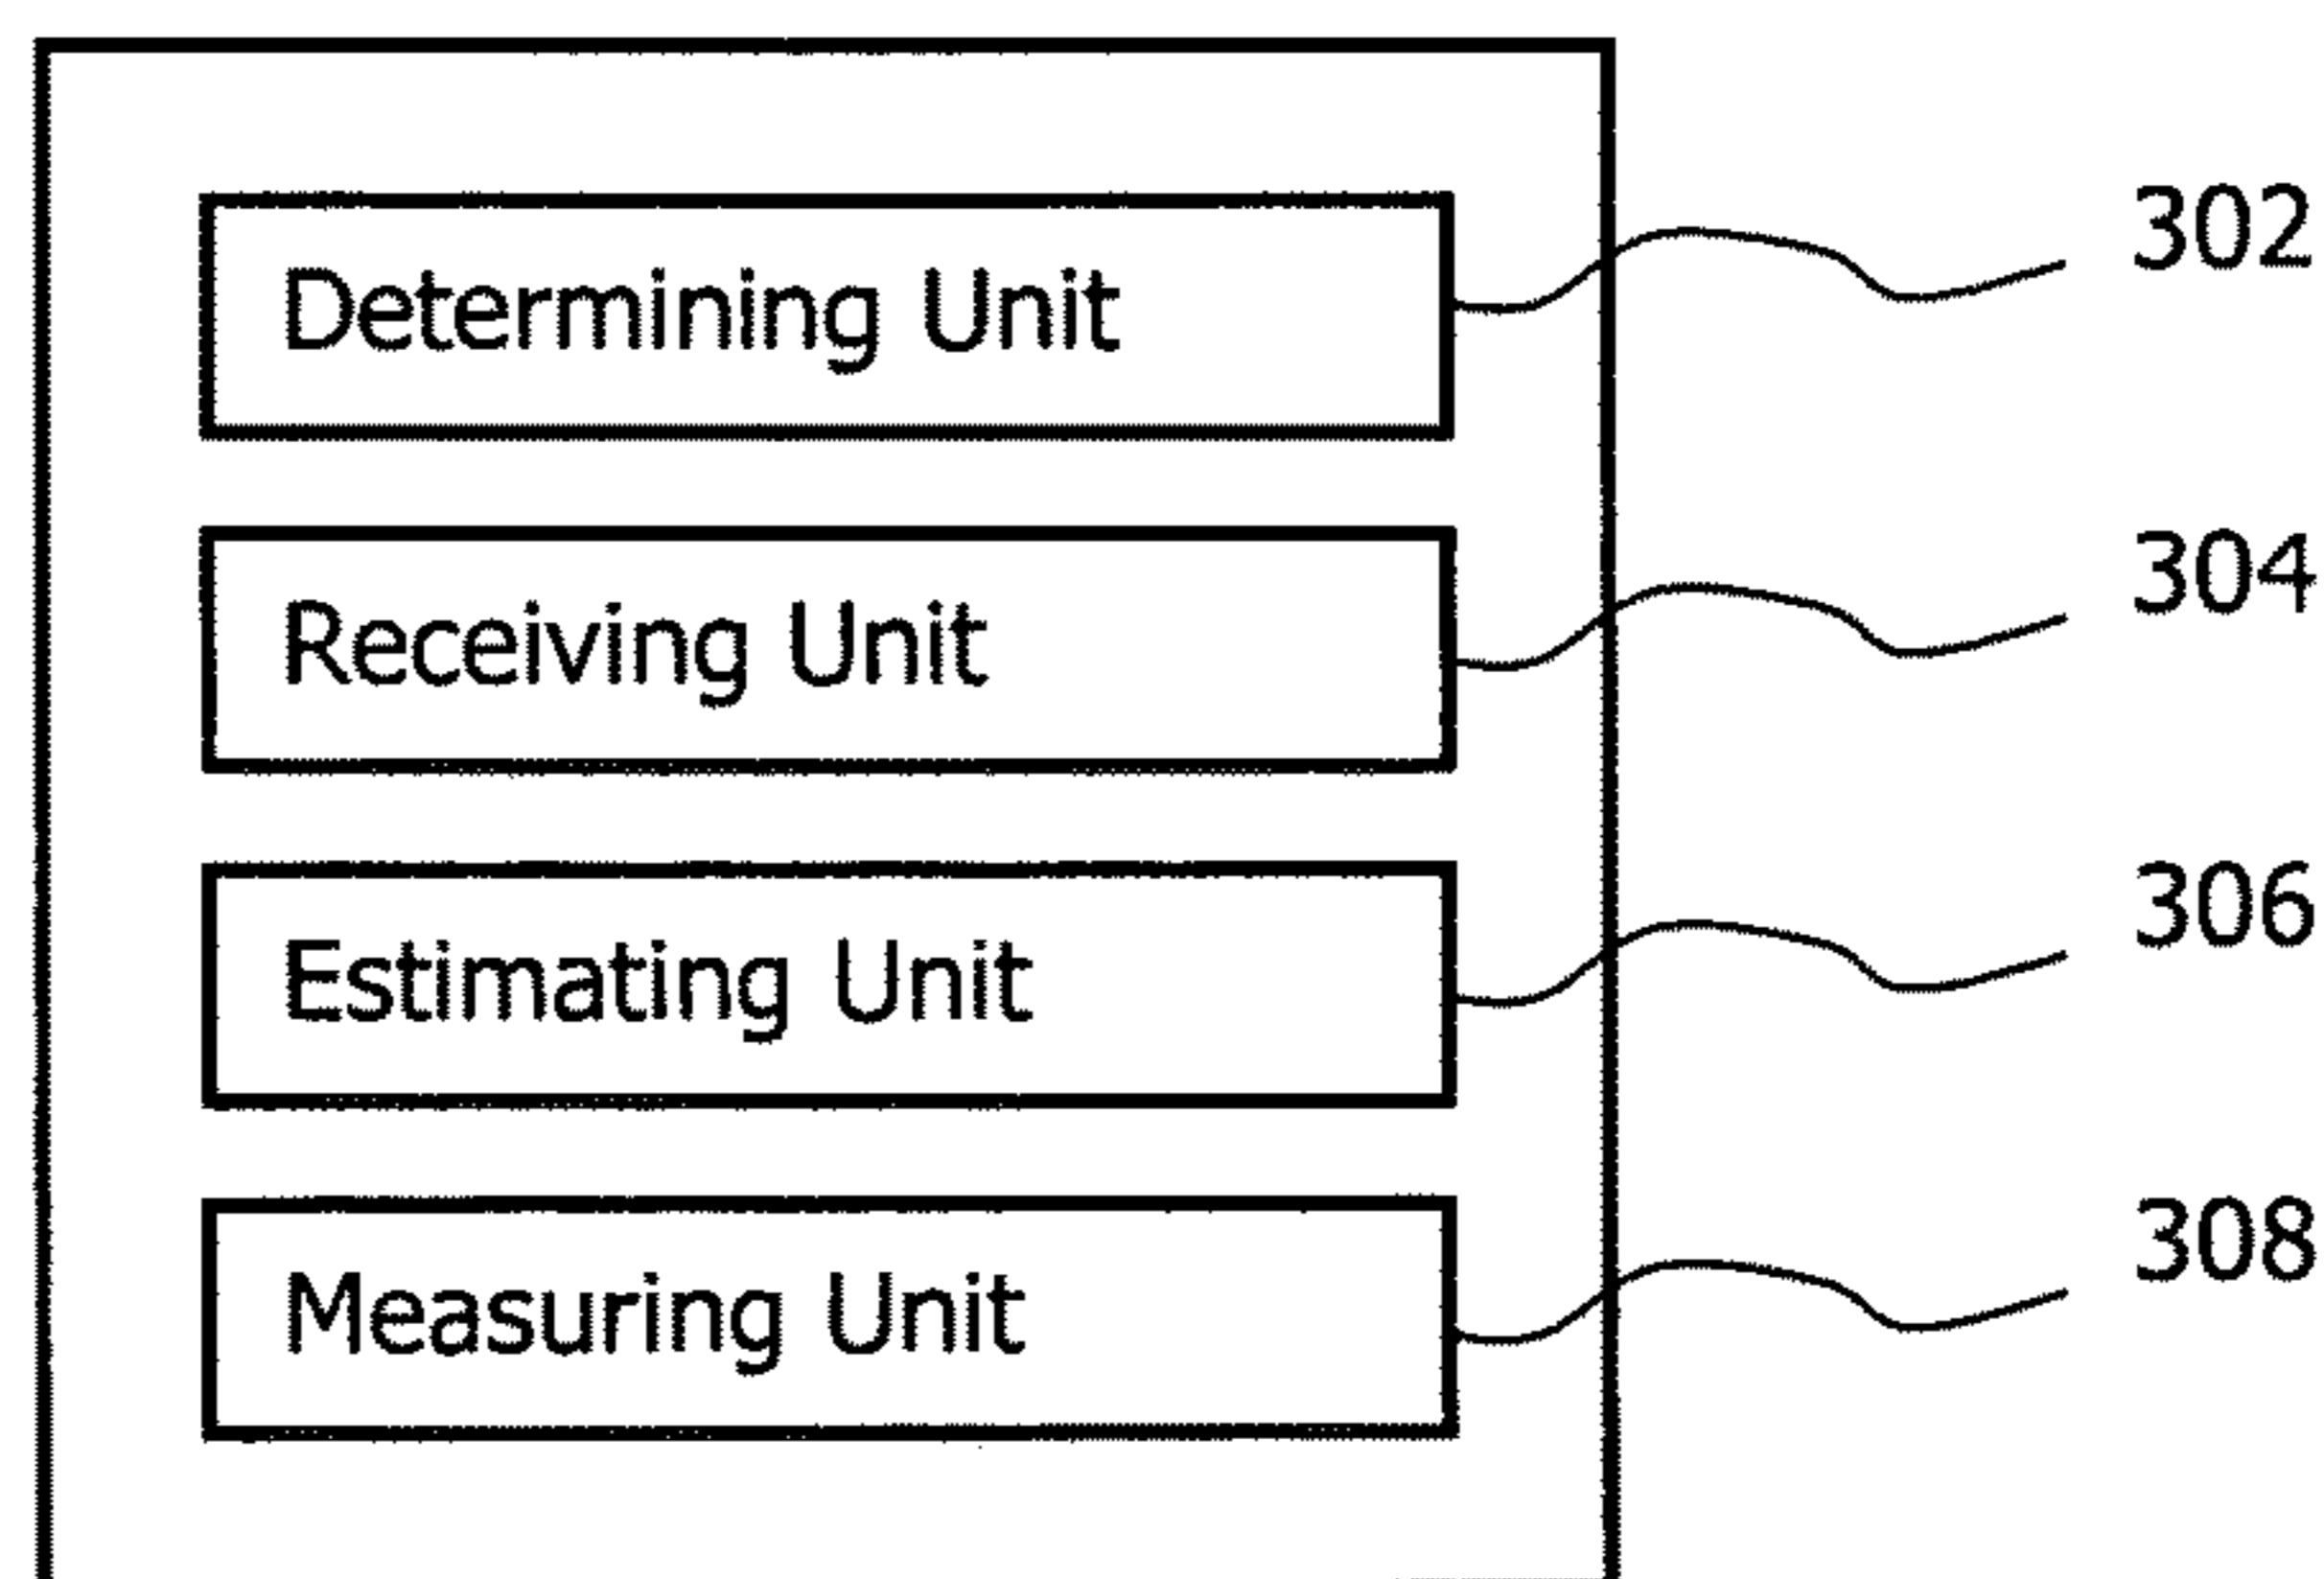 Determining Unit 302
Receiving Unit 304
Estimating Unit 306
Measuring Unit 308